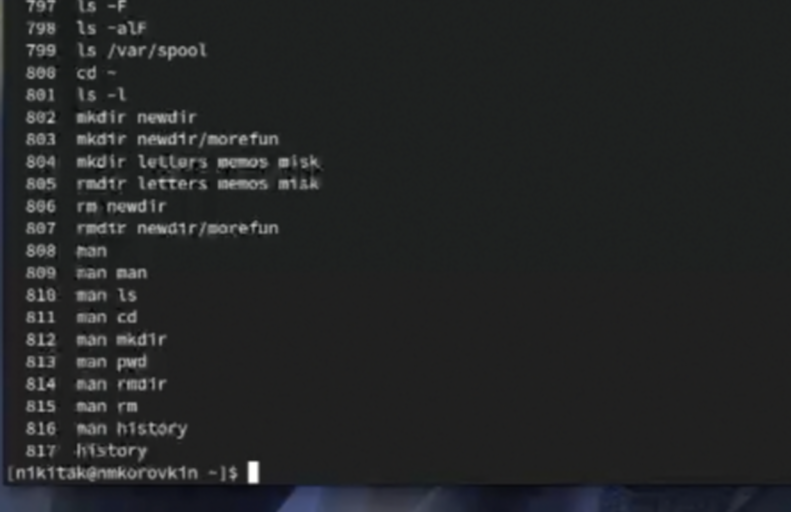 797 ls -F
798 ls -alF
799 ls /var/spool
800 cd ~
801 ls -l
802 mkdir newdir
803 mkdir newdir/morefun
804 mkdir letters memos misk
805 rmdir letters memos misk
806 rm newdir
807 rmdir newdir/morefun
808 man
809 man man
810 man ls
811 man cd
812 man mkdir
813 man pwd
814 man rmdir
815 man rm
816 man history
817 history
[nikitak@nmkorovkin ~]$